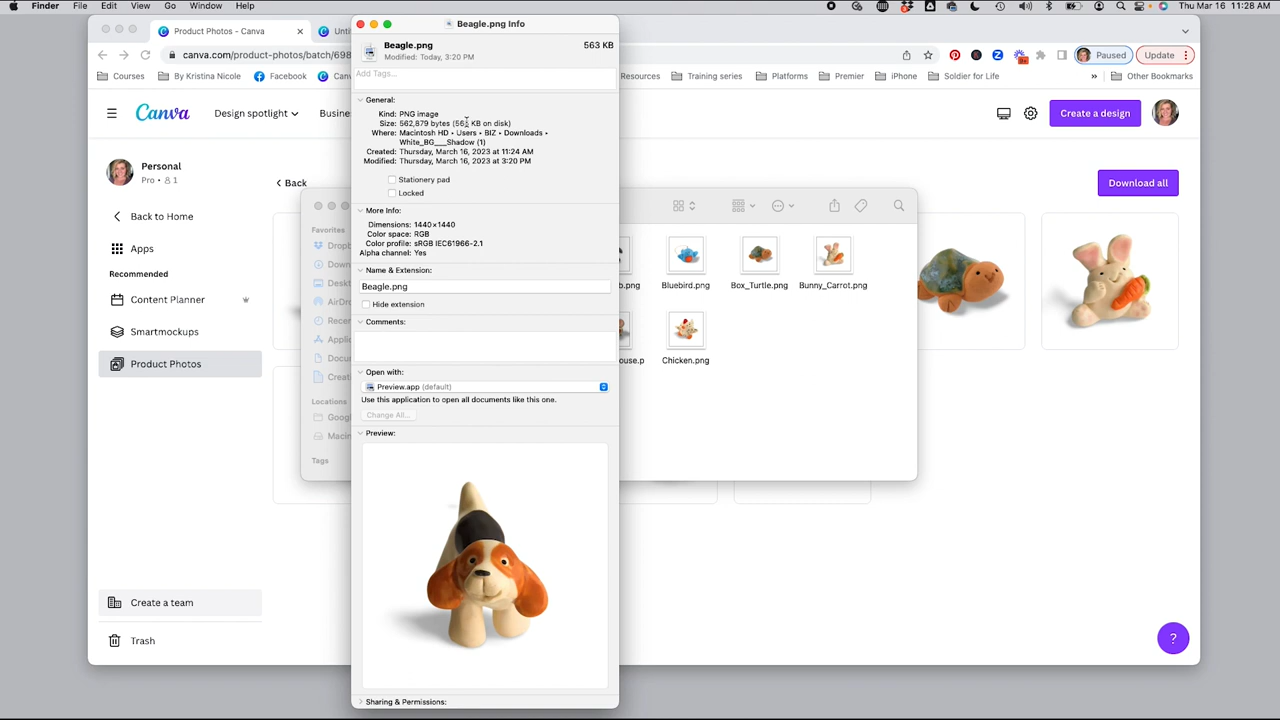 Finder File Edit View Go Window Help Thu Mar 16 11:28 AM
Product Photos - Canva
canva.com/product-photos/batch/698
Paused
Update
Courses By Kristina Nicole Facebook
Resources Training series Platforms Premier iPhone Soldier for Life » Other Bookmarks
Canva Design spotlight
Create a design
Personal
Pro • 1
Back to Home
Apps
Recommended
Content Planner
Smartmockups
Product Photos
Create a team
Trash
Back
Download all
Favorites
Locations
Tags
Bluebird.png Box_Turtle.png Bunny_Carrot.png
Chicken.png
Beagle.png Info
Beagle.png 563 KB
Modified: Today, 3:20 PM
Add Tags...
General:
Kind: PNG image
Size: 562,879 bytes (563 KB on disk)
Where: Macintosh HD • Users • BIZ • Downloads •
White_BG___Shadow (1)
Created: Thursday, March 16, 2023 at 11:24 AM
Modified: Thursday, March 16, 2023 at 3:20 PM
Stationery pad
Locked
More Info:
Dimensions: 1440×1440
Color space: RGB
Color profile: sRGB IEC61966-2.1
Alpha channel: Yes
Name & Extension:
Beagle.png
Hide extension
Comments:
Open with:
Preview.app (default)
Use this application to open all documents like this one.
Change All...
Preview:
Sharing & Permissions:
?